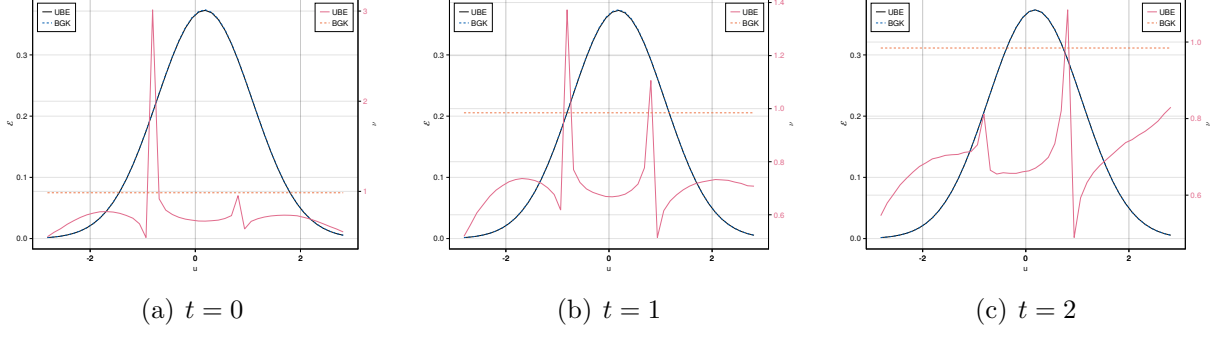 UBE
BGK
UBE
BGK
0.3
0.2
0.1
0.0
ℰ
3
2
1
ν
-2
0
2
u
UBE
BGK
UBE
BGK
0.3
0.2
0.1
0.0
ℰ
1.4
1.2
1.0
0.8
0.6
ν
-2
0
2
u
UBE
BGK
UBE
BGK
0.3
0.2
0.1
0.0
ℰ
1.0
0.8
0.6
ν
-2
0
2
u
(a) t = 0
(b) t = 1
(c) t = 2